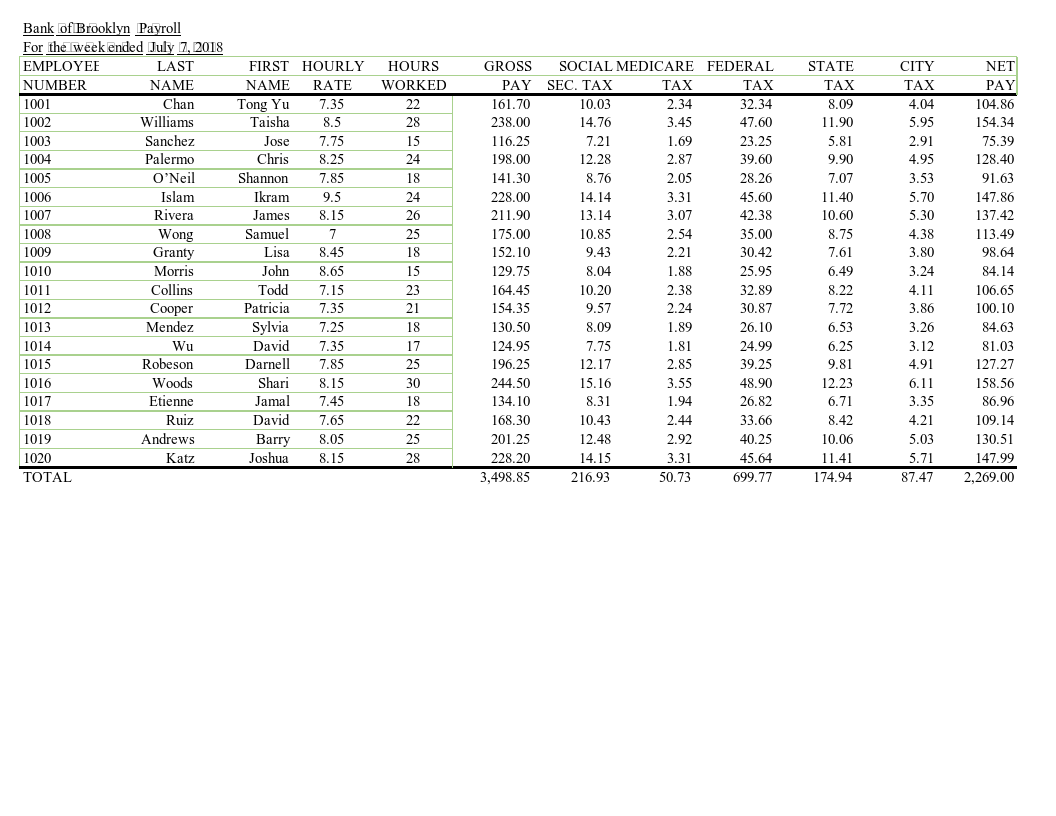 Bank of Brooklyn Payroll
For the week ended July 7, 2018
EMPLOYEE LAST FIRST HOURLY HOURS GROSS SOCIAL MEDICARE FEDERAL STATE CITY NET
NUMBER NAME NAME RATE WORKED PAY SEC. TAX TAX TAX TAX TAX PAY
1001 Chan Tong Yu 7.35 22 161.70 10.03 2.34 32.34 8.09 4.04 104.86
1002 Williams Taisha 8.5 28 238.00 14.76 3.45 47.60 11.90 5.95 154.34
1003 Sanchez Jose 7.75 15 116.25 7.21 1.69 23.25 5.81 2.91 75.39
1004 Palermo Chris 8.25 24 198.00 12.28 2.87 39.60 9.90 4.95 128.40
1005 O’Neil Shannon 7.85 18 141.30 8.76 2.05 28.26 7.07 3.53 91.63
1006 Islam Ikram 9.5 24 228.00 14.14 3.31 45.60 11.40 5.70 147.86
1007 Rivera James 8.15 26 211.90 13.14 3.07 42.38 10.60 5.30 137.42
1008 Wong Samuel 7 25 175.00 10.85 2.54 35.00 8.75 4.38 113.49
1009 Granty Lisa 8.45 18 152.10 9.43 2.21 30.42 7.61 3.80 98.64
1010 Morris John 8.65 15 129.75 8.04 1.88 25.95 6.49 3.24 84.14
1011 Collins Todd 7.15 23 164.45 10.20 2.38 32.89 8.22 4.11 106.65
1012 Cooper Patricia 7.35 21 154.35 9.57 2.24 30.87 7.72 3.86 100.10
1013 Mendez Sylvia 7.25 18 130.50 8.09 1.89 26.10 6.53 3.26 84.63
1014 Wu David 7.35 17 124.95 7.75 1.81 24.99 6.25 3.12 81.03
1015 Robeson Darnell 7.85 25 196.25 12.17 2.85 39.25 9.81 4.91 127.27
1016 Woods Shari 8.15 30 244.50 15.16 3.55 48.90 12.23 6.11 158.56
1017 Etienne Jamal 7.45 18 134.10 8.31 1.94 26.82 6.71 3.35 86.96
1018 Ruiz David 7.65 22 168.30 10.43 2.44 33.66 8.42 4.21 109.14
1019 Andrews Barry 8.05 25 201.25 12.48 2.92 40.25 10.06 5.03 130.51
1020 Katz Joshua 8.15 28 228.20 14.15 3.31 45.64 11.41 5.71 147.99
TOTAL 3,498.85 216.93 50.73 699.77 174.94 87.47 2,269.00